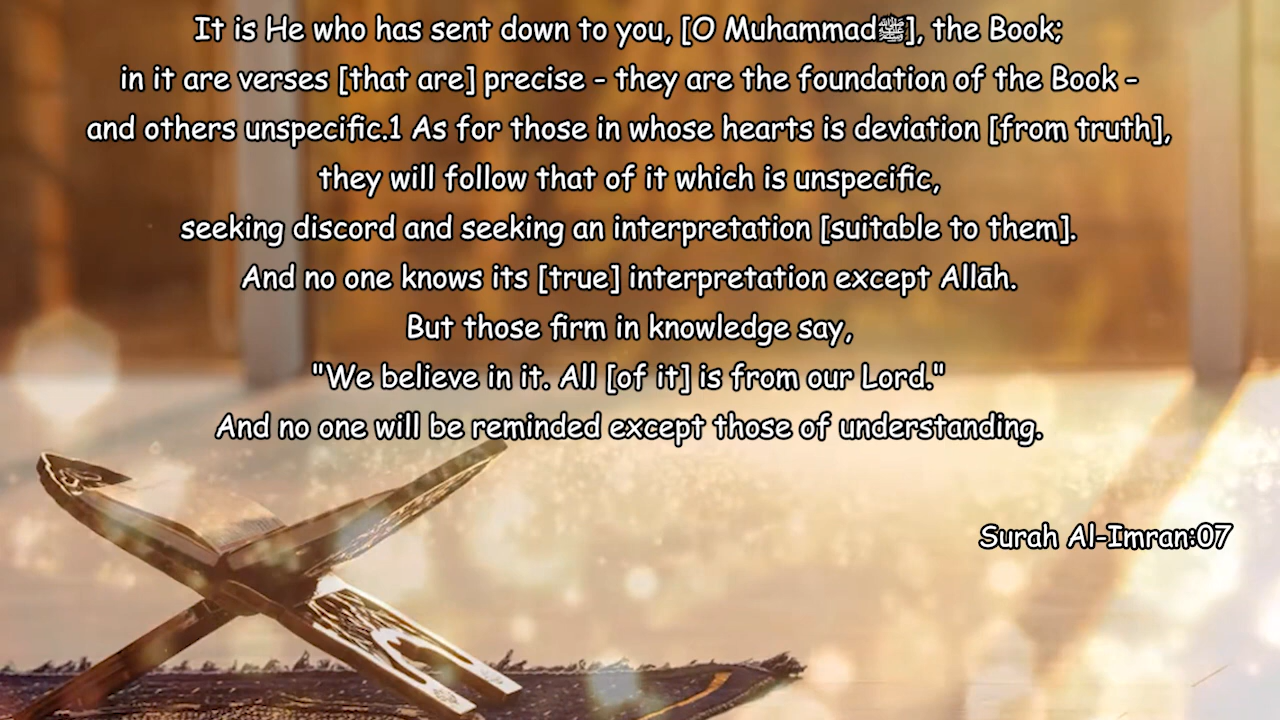 It is He who has sent down to you, [O Muhammadﷺ], the Book;
in it are verses [that are] precise – they are the foundation of the Book –
and others unspecific.1 As for those in whose hearts is deviation [from truth],
they will follow that of it which is unspecific,
seeking discord and seeking an interpretation [suitable to them].
And no one knows its [true] interpretation except Allāh.
But those firm in knowledge say,
"We believe in it. All [of it] is from our Lord."
And no one will be reminded except those of understanding.
Surah Al-Imran:07